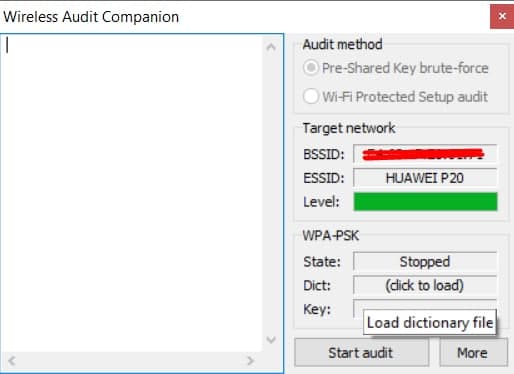 Wireless Audit Companion
Audit method
Pre-Shared Key brute-force
Wi-Fi Protected Setup audit
Target network
BSSID:
ESSID: HUAWEI P20
Level:
WPA-PSK
State: Stopped
Dict: (click to load)
Key:
Load dictionary file
Start audit More